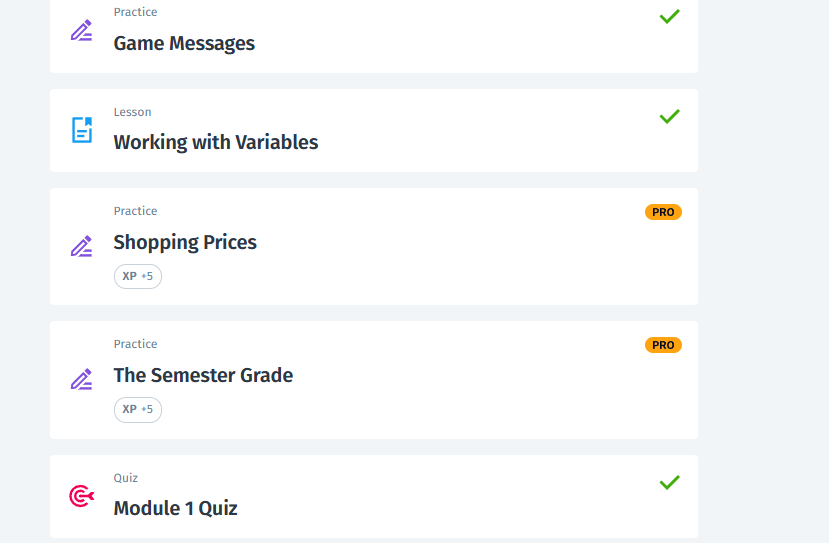 Practice
Game Messages
Lesson
Working with Variables
Practice
PRO
Shopping Prices
XP +5
Practice
PRO
The Semester Grade
XP +5
Quiz
Module 1 Quiz